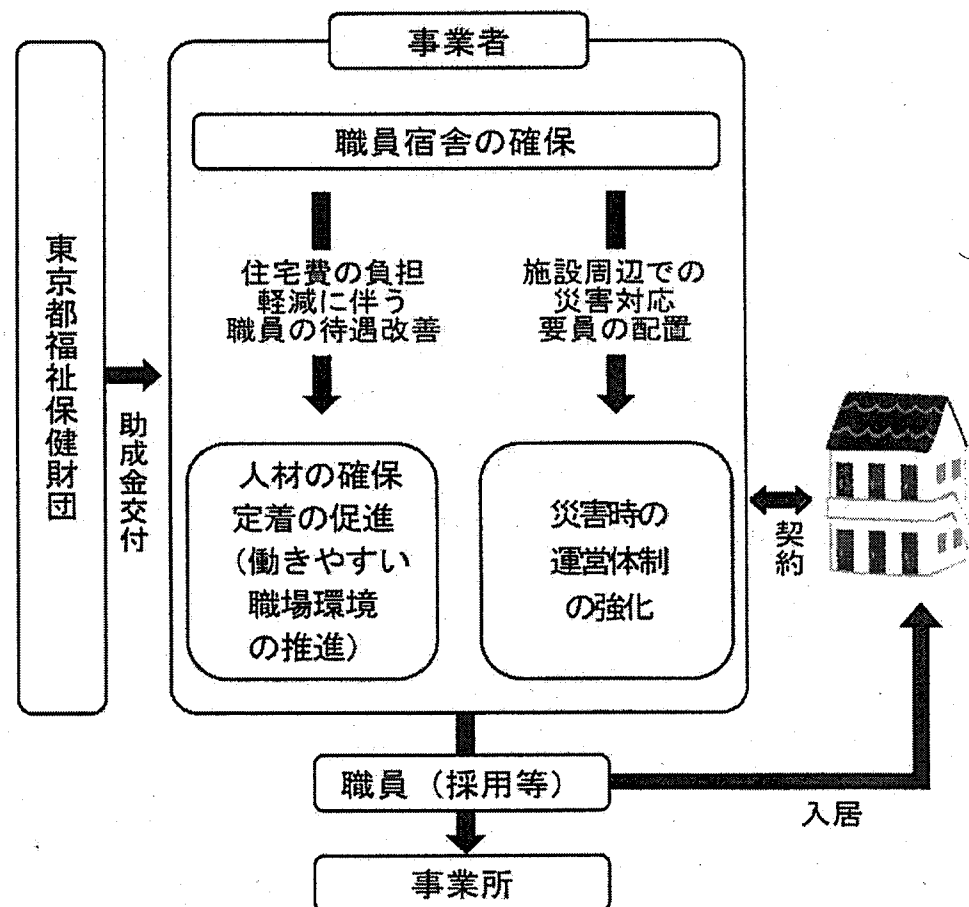 事業者
職員宿舎の確保
住宅費の負担
軽減に伴う
職員の待遇改善
施設周辺での
災害対応
要員の配置
東京都福祉保健財団
助成金交付
人材の確保
定着の促進
(働きやすい
職場環境
の推進)
災害時の
運営体制
の強化
契約
職員(採用等)
入居
事業所